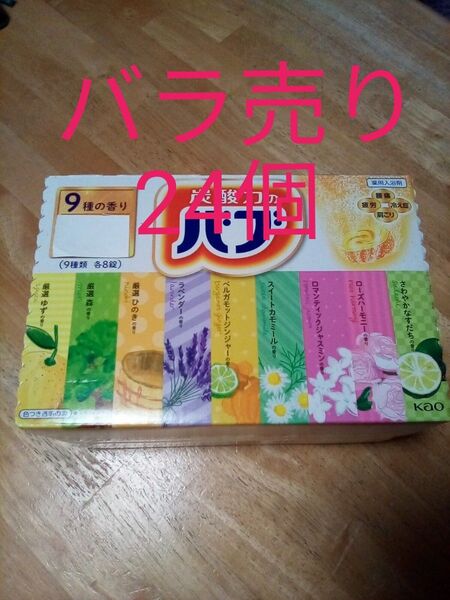 バラ売り
24個
炭酸力の
バブ
薬用入浴剤
腰痛
疲労
冷え症
肩こり
9種の香り
(9種類 各8錠)
厳選 ゆずの香り
厳選 森の香り
厳選 ひのきの香り
ラベンダーの香り
ベルガモットジンジャーの香り
スイートカモミールの香り
ロマンティックジャスミンの香り
ローズハーモニーの香り
さわやかなすだちの香り
Kao